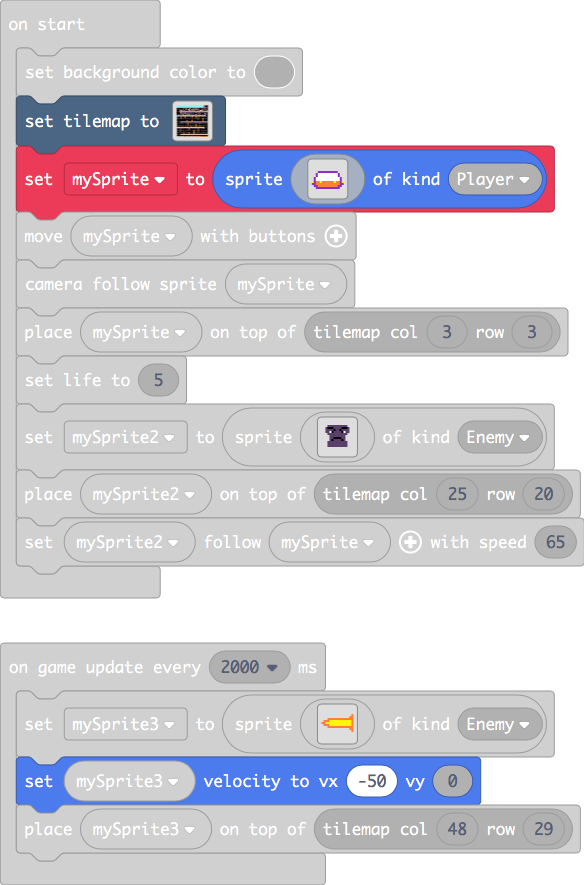 on start
set background color to
set tilemap to
set mySprite to sprite of kind Player
move mySprite with buttons
camera follow sprite mySprite
place mySprite on top of tilemap col 3 row 3
set life to 5
set mySprite2 to sprite of kind Enemy
place mySprite2 on top of tilemap col 25 row 20
set mySprite2 follow mySprite with speed 65
on game update every 2000 ms
set mySprite3 to sprite of kind Enemy
set mySprite3 velocity to vx -50 vy 0
place mySprite3 on top of tilemap col 48 row 29